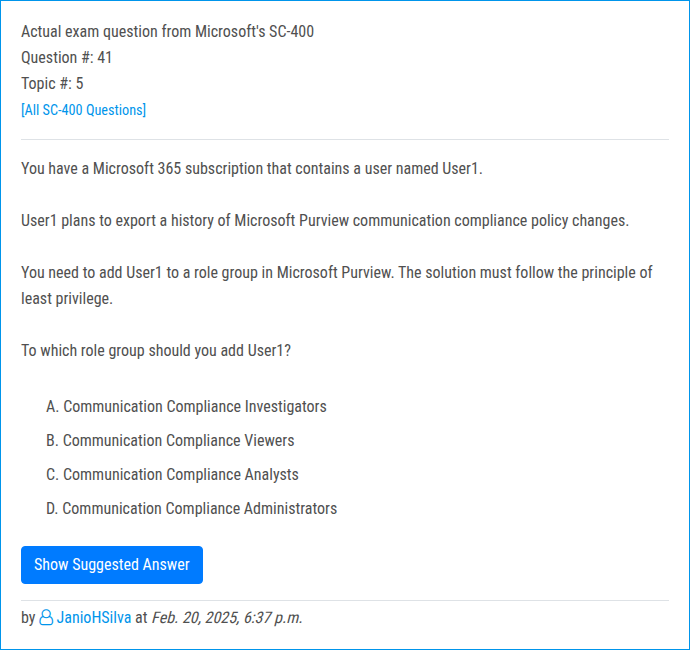 Actual exam question from Microsoft's SC-400
Question #: 41
Topic #: 5
[All SC-400 Questions]
You have a Microsoft 365 subscription that contains a user named User1.
User1 plans to export a history of Microsoft Purview communication compliance policy changes.
You need to add User1 to a role group in Microsoft Purview. The solution must follow the principle of
least privilege.
To which role group should you add User1?
A. Communication Compliance Investigators
B. Communication Compliance Viewers
C. Communication Compliance Analysts
D. Communication Compliance Administrators
Show Suggested Answer
by JanioHSilva at Feb. 20, 2025, 6:37 p.m.